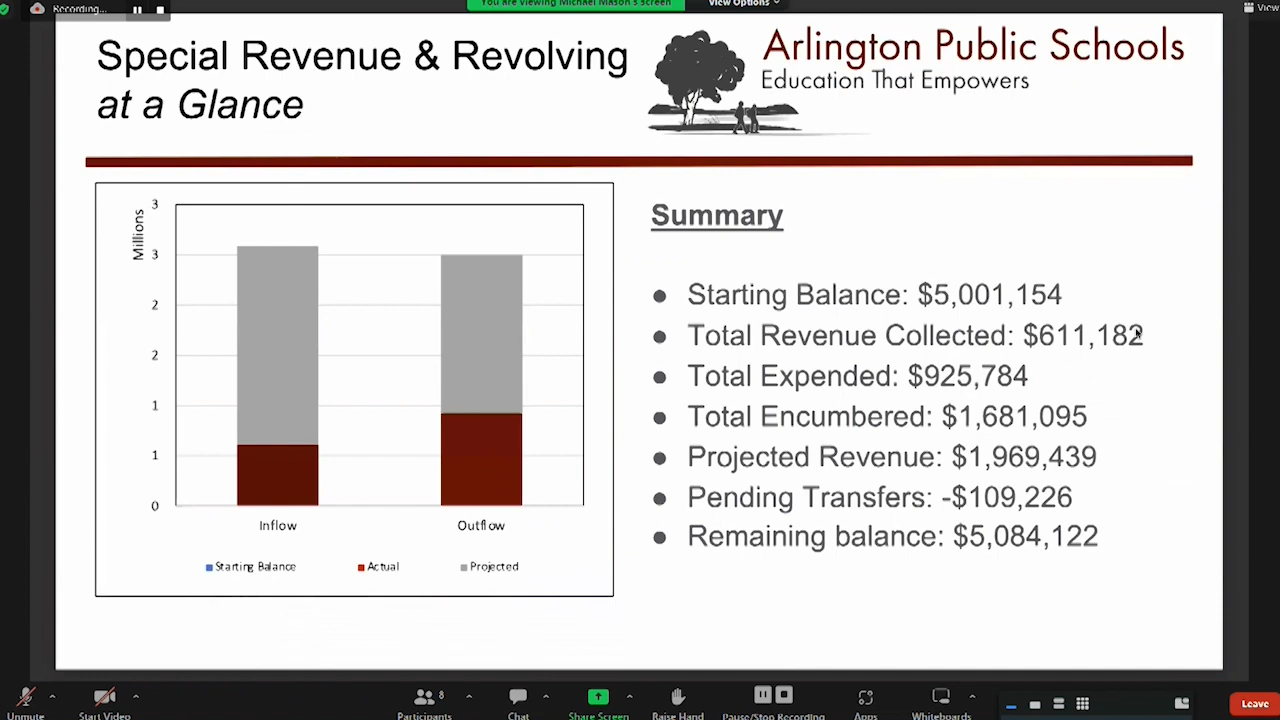 Recording...
You are viewing Michael Mason's screen
View Options
View
Special Revenue & Revolving
at a Glance
Arlington Public Schools
Education That Empowers
Millions
3
3
2
2
1
1
0
Inflow
Outflow
Starting Balance
Actual
Projected
Summary
● Starting Balance: $5,001,154
● Total Revenue Collected: $611,182
● Total Expended: $925,784
● Total Encumbered: $1,681,095
● Projected Revenue: $1,969,439
● Pending Transfers: -$109,226
● Remaining balance: $5,084,122
Unmute
Start Video
8
Participants
Chat
Share Screen
Raise Hand
Pause/Stop Recording
Apps
Whiteboards
Leave